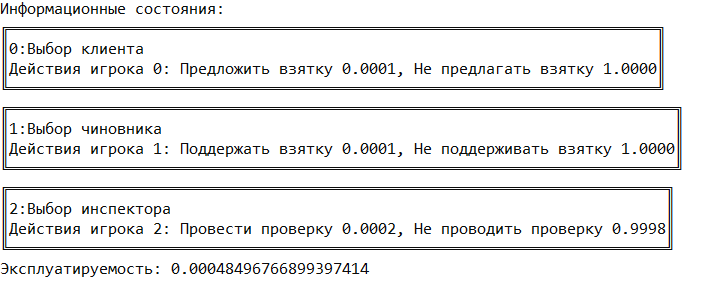 Информационные состояния:
0:Выбор клиента
Действия игрока 0: Предложить взятку 0.0001, Не предлагать взятку 1.0000
1:Выбор чиновника
Действия игрока 1: Поддержать взятку 0.0001, Не поддерживать взятку 1.0000
2:Выбор инспектора
Действия игрока 2: Провести проверку 0.0002, Не проводить проверку 0.9998
Эксплуатируемость: 0.00048496766899397414